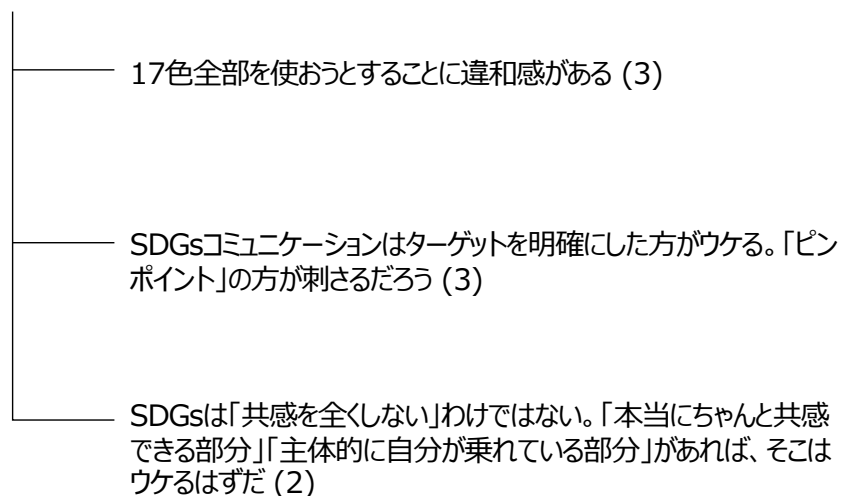 17色全部を使おうとすることに違和感がある (3)
SDGsコミュニケーションはターゲットを明確にした方がウケる。「ピン
ポイント」の方が刺さるだろう (3)
SDGsは「共感を全くしない」わけではない。「本当にちゃんと共感
できる部分」「主体的に自分が乗れている部分」があれば、そこは
ウケるはずだ (2)